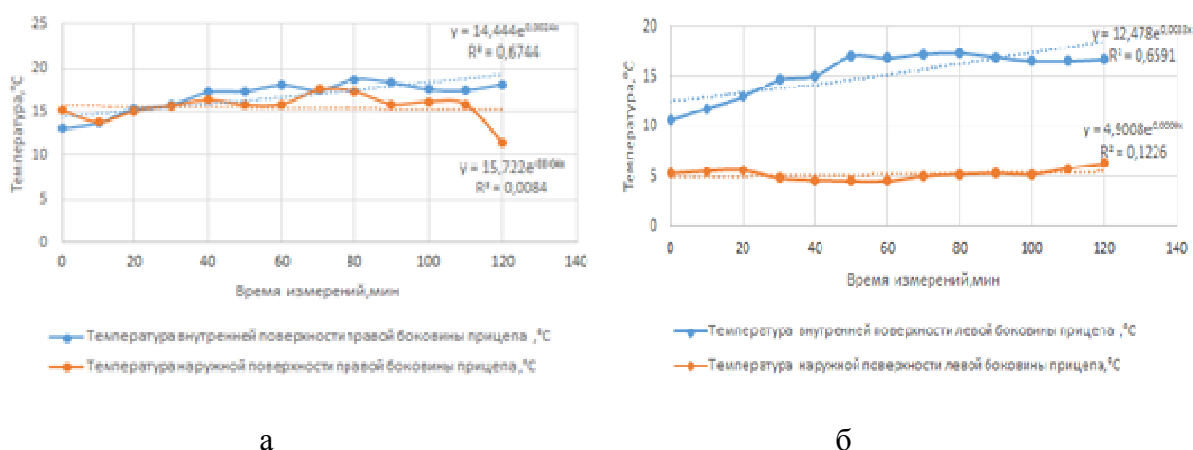 25
20
15
10
5
0
0 20 40 60 80 100 120 140
Температура,°С
Время измерений,мин
y = 14,444e
R² = 0,6744
y = 15,722e
R² = 0,0084
Температура внутренней поверхности правой боковины прицепа ,°С
Температура наружной поверхности правой боковины прицепа,°С
а
20
15
10
5
0
0 20 40 60 80 100 120 140
Температура,°С
Время измерений,мин
y = 12,478e
R² = 0,6591
y = 4,9008e
R² = 0,1226
Температура внутренней поверхности левой боковины прицепа ,°С
Температура наружной поверхности левой боковины прицепа,°С
б